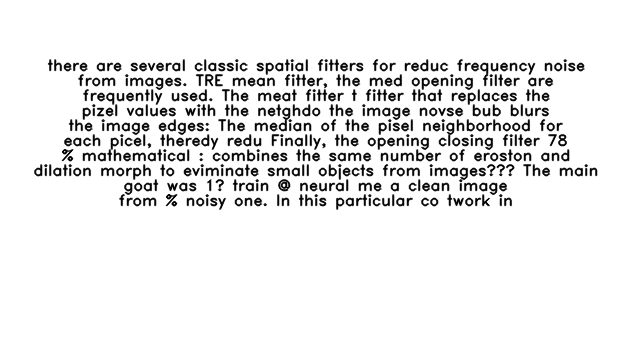 there are several classic spatial fitters for reduc frequency noise
from images. TRE mean fitter, the med opening filter are
frequently used. The meat fitter t fitter that replaces the
pizel values with the netghdo the image novse bub blurs
the image edges: The median of the pisel neighborhood for
each picel, theredy redu Finally, the opening closing filter 78
% mathematical : combines the same number of eroston and
dilation morph to eviminate small objects from images??? The main
goat was 1? train @ neural me a clean image
from % noisy one. In this particular co twork in